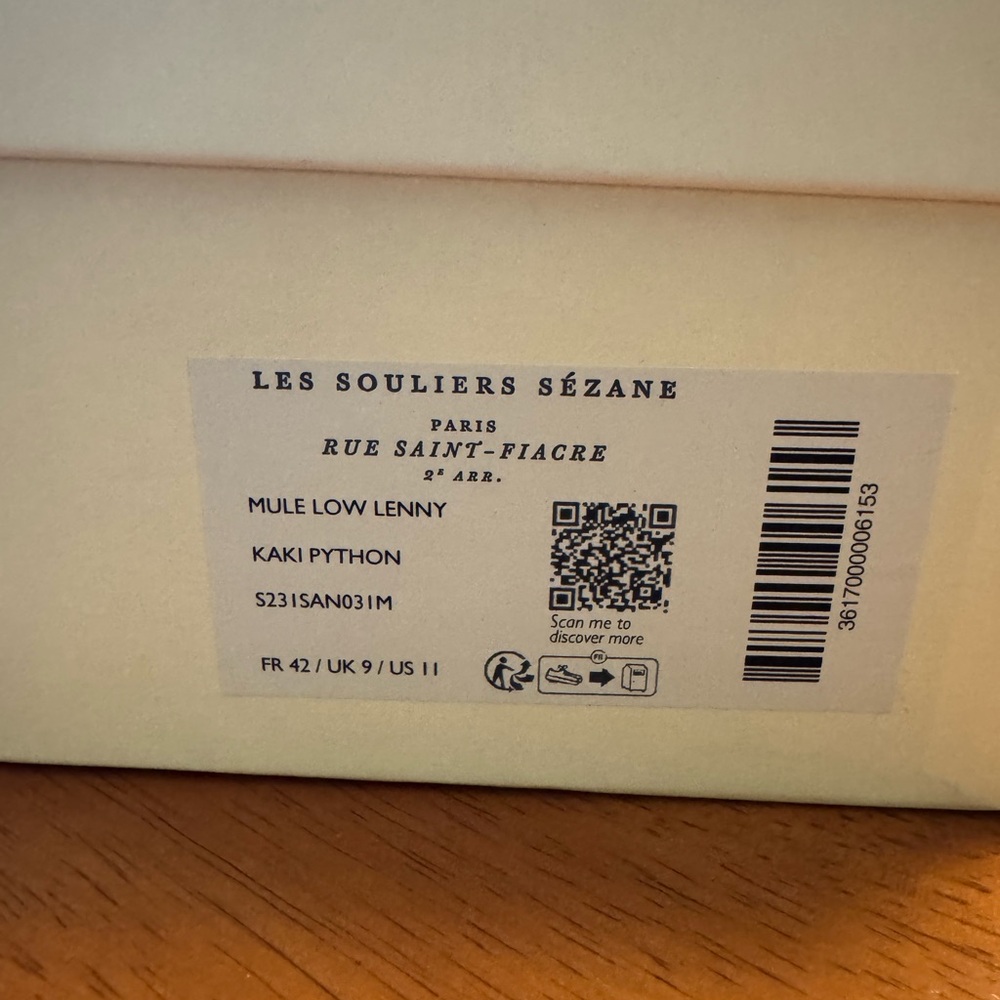 LES SOULIERS SÉZANE
PARIS
RUE SAINT-FIACRE
2E ARR.
MULE LOW LENNY
KAKI PYTHON
S231SAN031M
FR 42 / UK 9 / US 11
Scan me to
discover more
FR
3617000006153